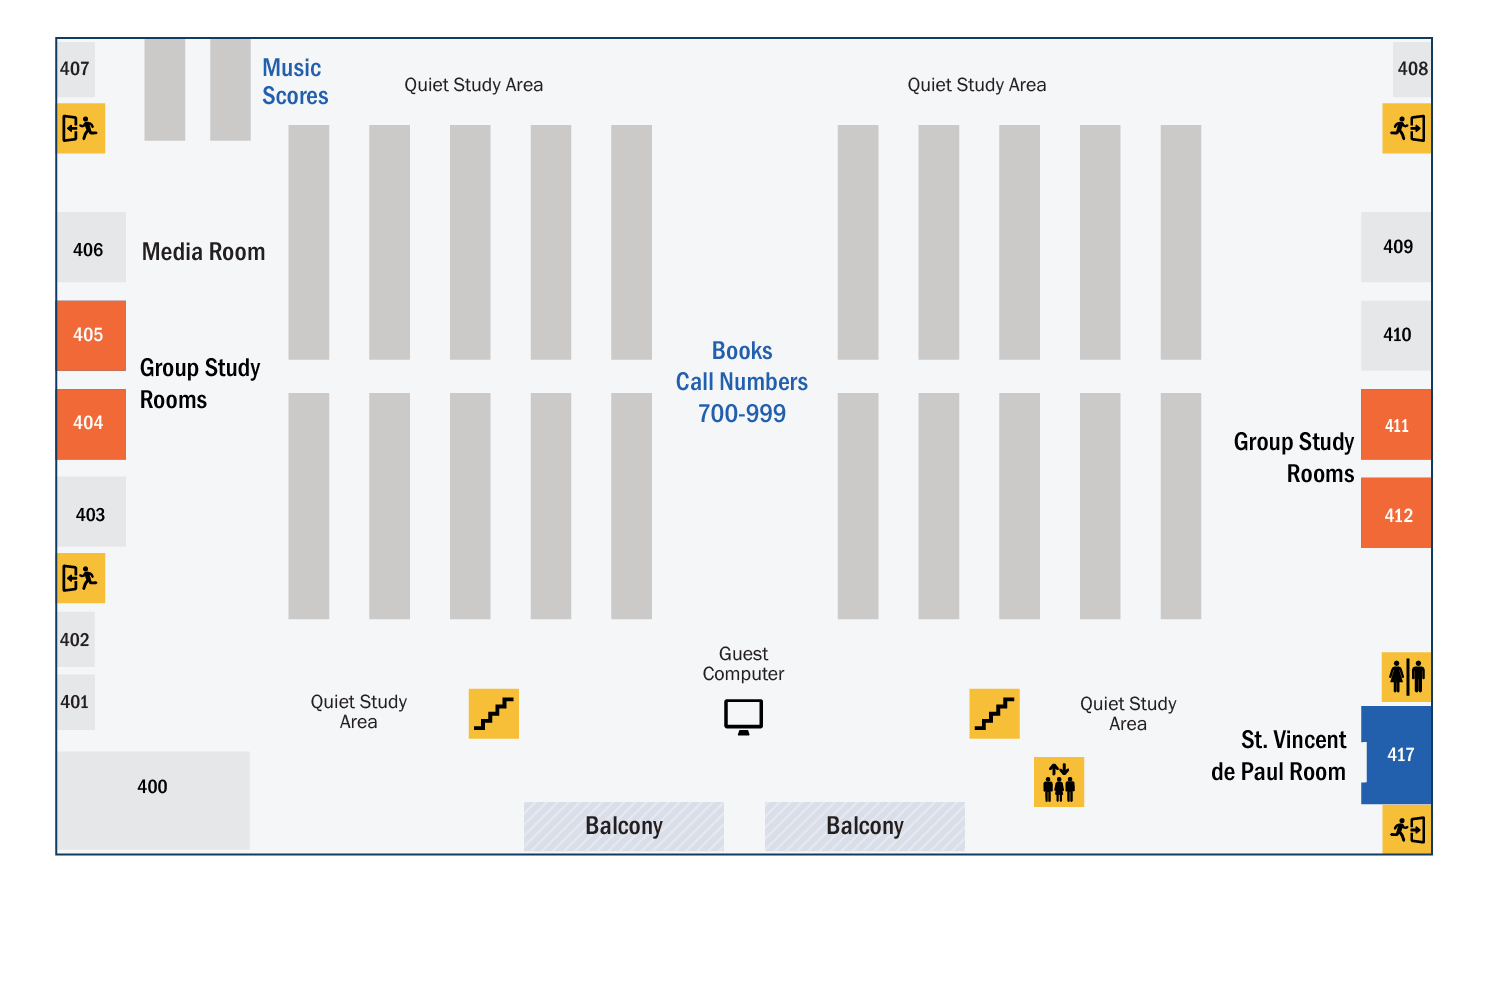 407
Music
Scores
Quiet Study Area
Quiet Study Area
408
406
Media Room
409
405
410
Group Study
Rooms
Books
Call Numbers
700-999
404
411
Group Study
Rooms
403
412
402
Guest
Computer
401
Quiet Study
Area
Quiet Study
Area
St. Vincent
de Paul Room
417
400
Balcony
Balcony